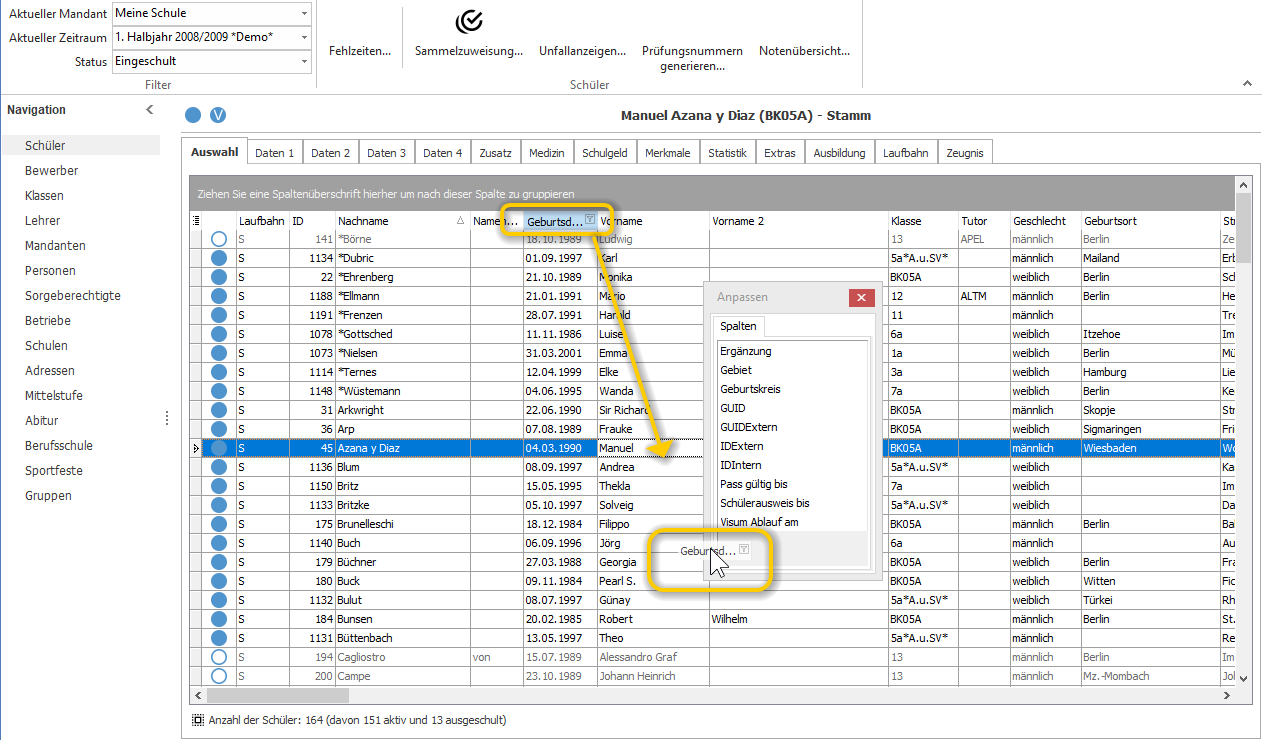 Aktueller Mandant Meine Schule
Aktueller Zeitraum 1. Halbjahr 2008/2009 *Demo*
Status Eingeschult
Filter
Fehlzeiten...
Sammelzuweisung...
Unfallanzeigen...
Prüfungsnummern
generieren...
Notenübersicht...
Schüler
Navigation
Schüler
Bewerber
Klassen
Lehrer
Mandanten
Personen
Sorgeberechtigte
Betriebe
Schulen
Adressen
Mittelstufe
Abitur
Berufsschule
Sportfeste
Gruppen
V
Manuel Azana y Diaz (BK05A) - Stamm
Auswahl Daten 1 Daten 2 Daten 3 Daten 4 Zusatz Medizin Schulgeld Merkmale Statistik Extras Ausbildung Laufbahn Zeugnis
Ziehen Sie eine Spaltenüberschrift hierher um nach dieser Spalte zu gruppieren
Laufbahn ID Nachname Namen... Geburtsd... Vorname Vorname 2 Klasse Tutor Geschlecht Geburtsort Str
S 141 *Börne 18.10.1989 Ludwig 13 APEL männlich Berlin Ze
S 1134 *Dubric 01.09.1997 Karl 5a*A.u.SV* männlich Mailand Erb
S 22 *Ehrenberg 21.10.1989 Monika BK05A weiblich Berlin Sch
S 1188 *Ellmann 21.01.1991 Mario 12 ALTM männlich Berlin He
S 1191 *Frenzen 28.07.1991 Harald 11 männlich Tre
S 1078 *Gottsched 11.11.1986 Luise 6a weiblich Itzehoe Im
S 1073 *Nielsen 31.03.2001 Emma 1a weiblich Berlin Mü
S 1114 *Ternes 12.04.1999 Elke 3a weiblich Hamburg Lie
S 1148 *Wüstemann 04.06.1995 Wanda 7a weiblich Berlin Ke
S 31 Arkwright 22.06.1990 Sir Richard BK05A männlich Skopje Str
S 36 Arp 07.08.1989 Frauke BK05A weiblich Sigmaringen Fri
S 45 Azana y Diaz 04.03.1990 Manuel BK05A männlich Wiesbaden Wo
S 1136 Blum 08.09.1997 Andrea 5a*A.u.SV* weiblich Ka
S 1150 Britz 15.05.1995 Thekla 7a weiblich Im
S 1133 Britzke 05.10.1997 Solveig 5a*A.u.SV* weiblich Da
S 175 Brunelleschi 18.12.1984 Filippo BK05A männlich Berlin Bal
S 1140 Buch 06.09.1996 Jörg 6a männlich Au
S 179 Büchner 27.03.1988 Georgia BK05A weiblich Berlin Fra
S 180 Buck 09.11.1984 Pearl S. BK05A weiblich Witten Fic
S 1132 Bulut 08.07.1997 Günay 5a*A.u.SV* weiblich Türkei Rh
S 184 Bunsen 20.02.1985 Robert Wilhelm BK05A männlich Berlin St.
S 1131 Büttenbach 13.05.1997 Theo 5a*A.u.SV* männlich Re
S 194 Cagliostro von 15.07.1989 Alessandro Graf 13 männlich Berlin Im
S 200 Campe 23.10.1989 Johann Heinrich 13 männlich Mz.-Mombach Jol
Anpassen
Spalten
Ergänzung
Gebiet
Geburtskreis
GUID
GUIDExtern
IDExtern
IDIntern
Pass gültig bis
Schülerausweis bis
Visum Ablauf am
Geburtsd...
Anzahl der Schüler: 164 (davon 151 aktiv und 13 ausgeschult)